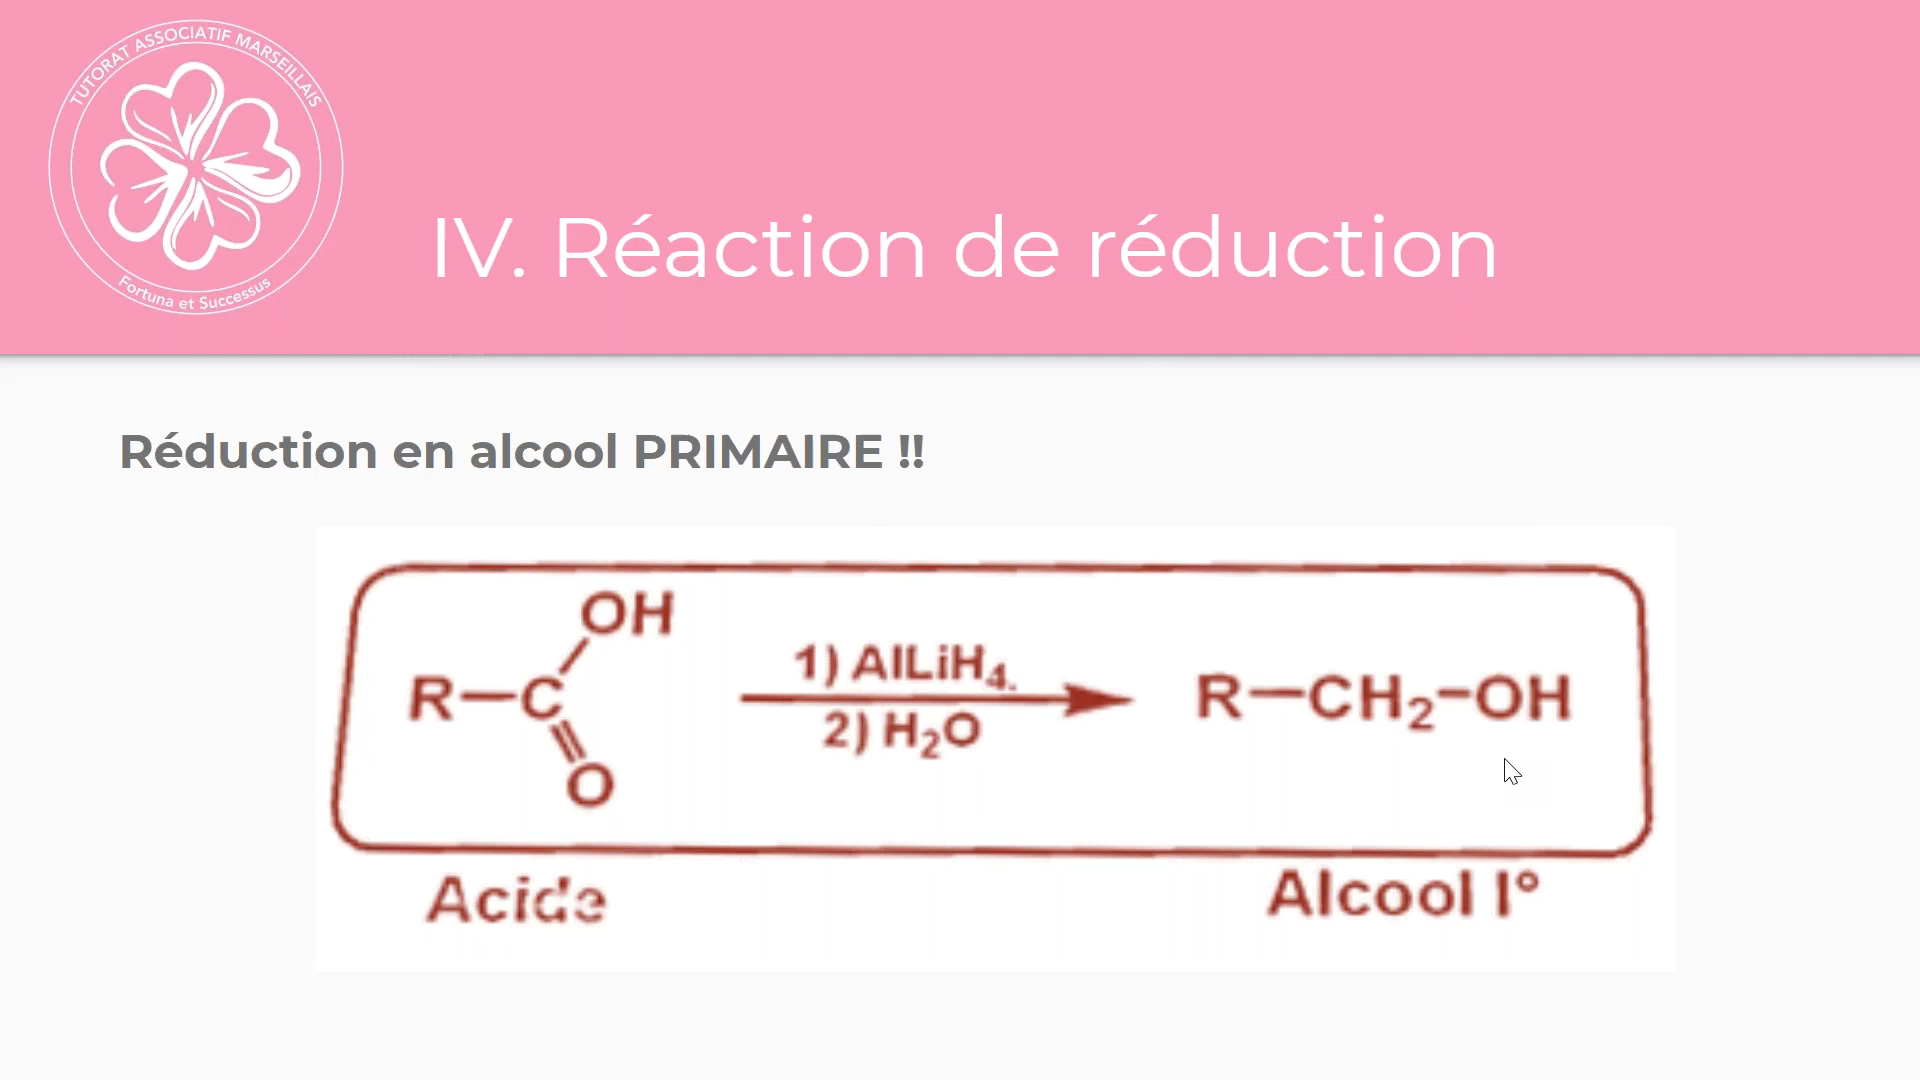 TUTORAT ASSOCIATIF MARSEILLAIS
Fortuna et Successus
IV. Réaction de réduction
Réduction en alcool PRIMAIRE !!
OH
R—C
O
1) AlLiH4.
2) H2O
R—CH2-OH
Acide
Alcool I°